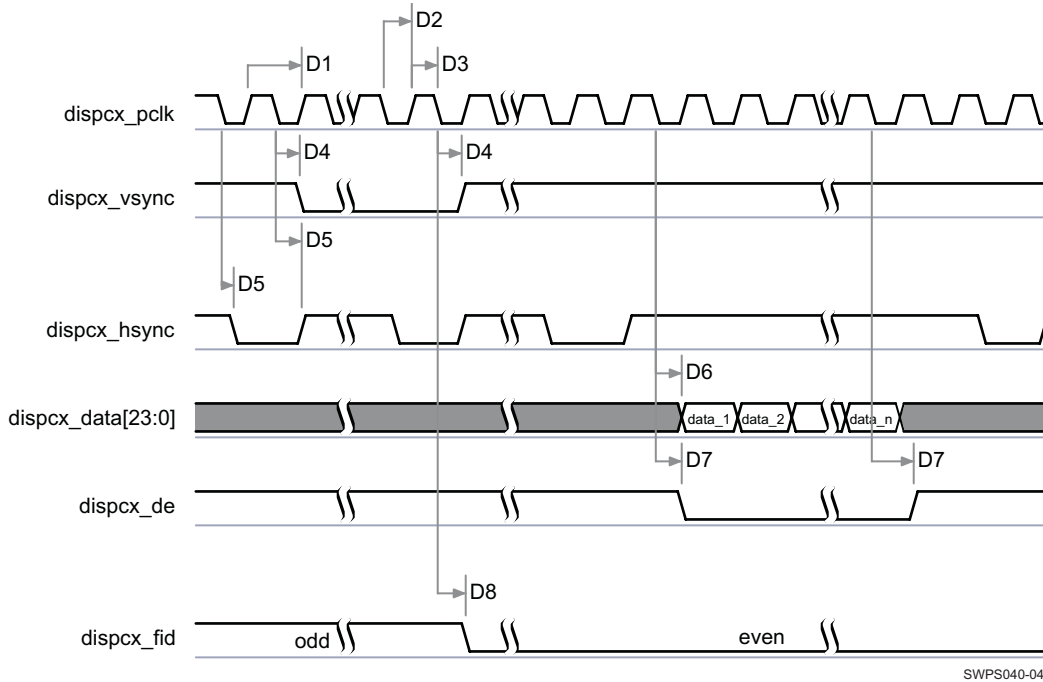 D2
D1 D3
dispcx_pclk
D4 D4
dispcx_vsync
D5
D5
dispcx_hsync
D6
dispcx_data[23:0] data_1 data_2 data_n
D7 D7
dispcx_de
D8
dispcx_fid odd even
SWPS040-04